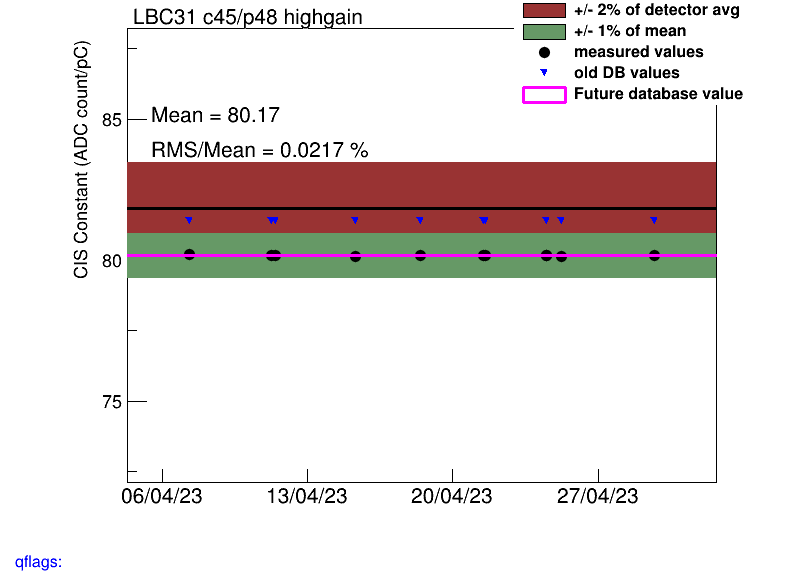 LBC31 c45/p48 highgain
+/- 2% of detector avg
+/- 1% of mean
measured values
old DB values
Future database value
CIS Constant (ADC count/pC)
Mean = 80.17
RMS/Mean = 0.0217 %
85
80
75
06/04/23 13/04/23 20/04/23 27/04/23
qflags: